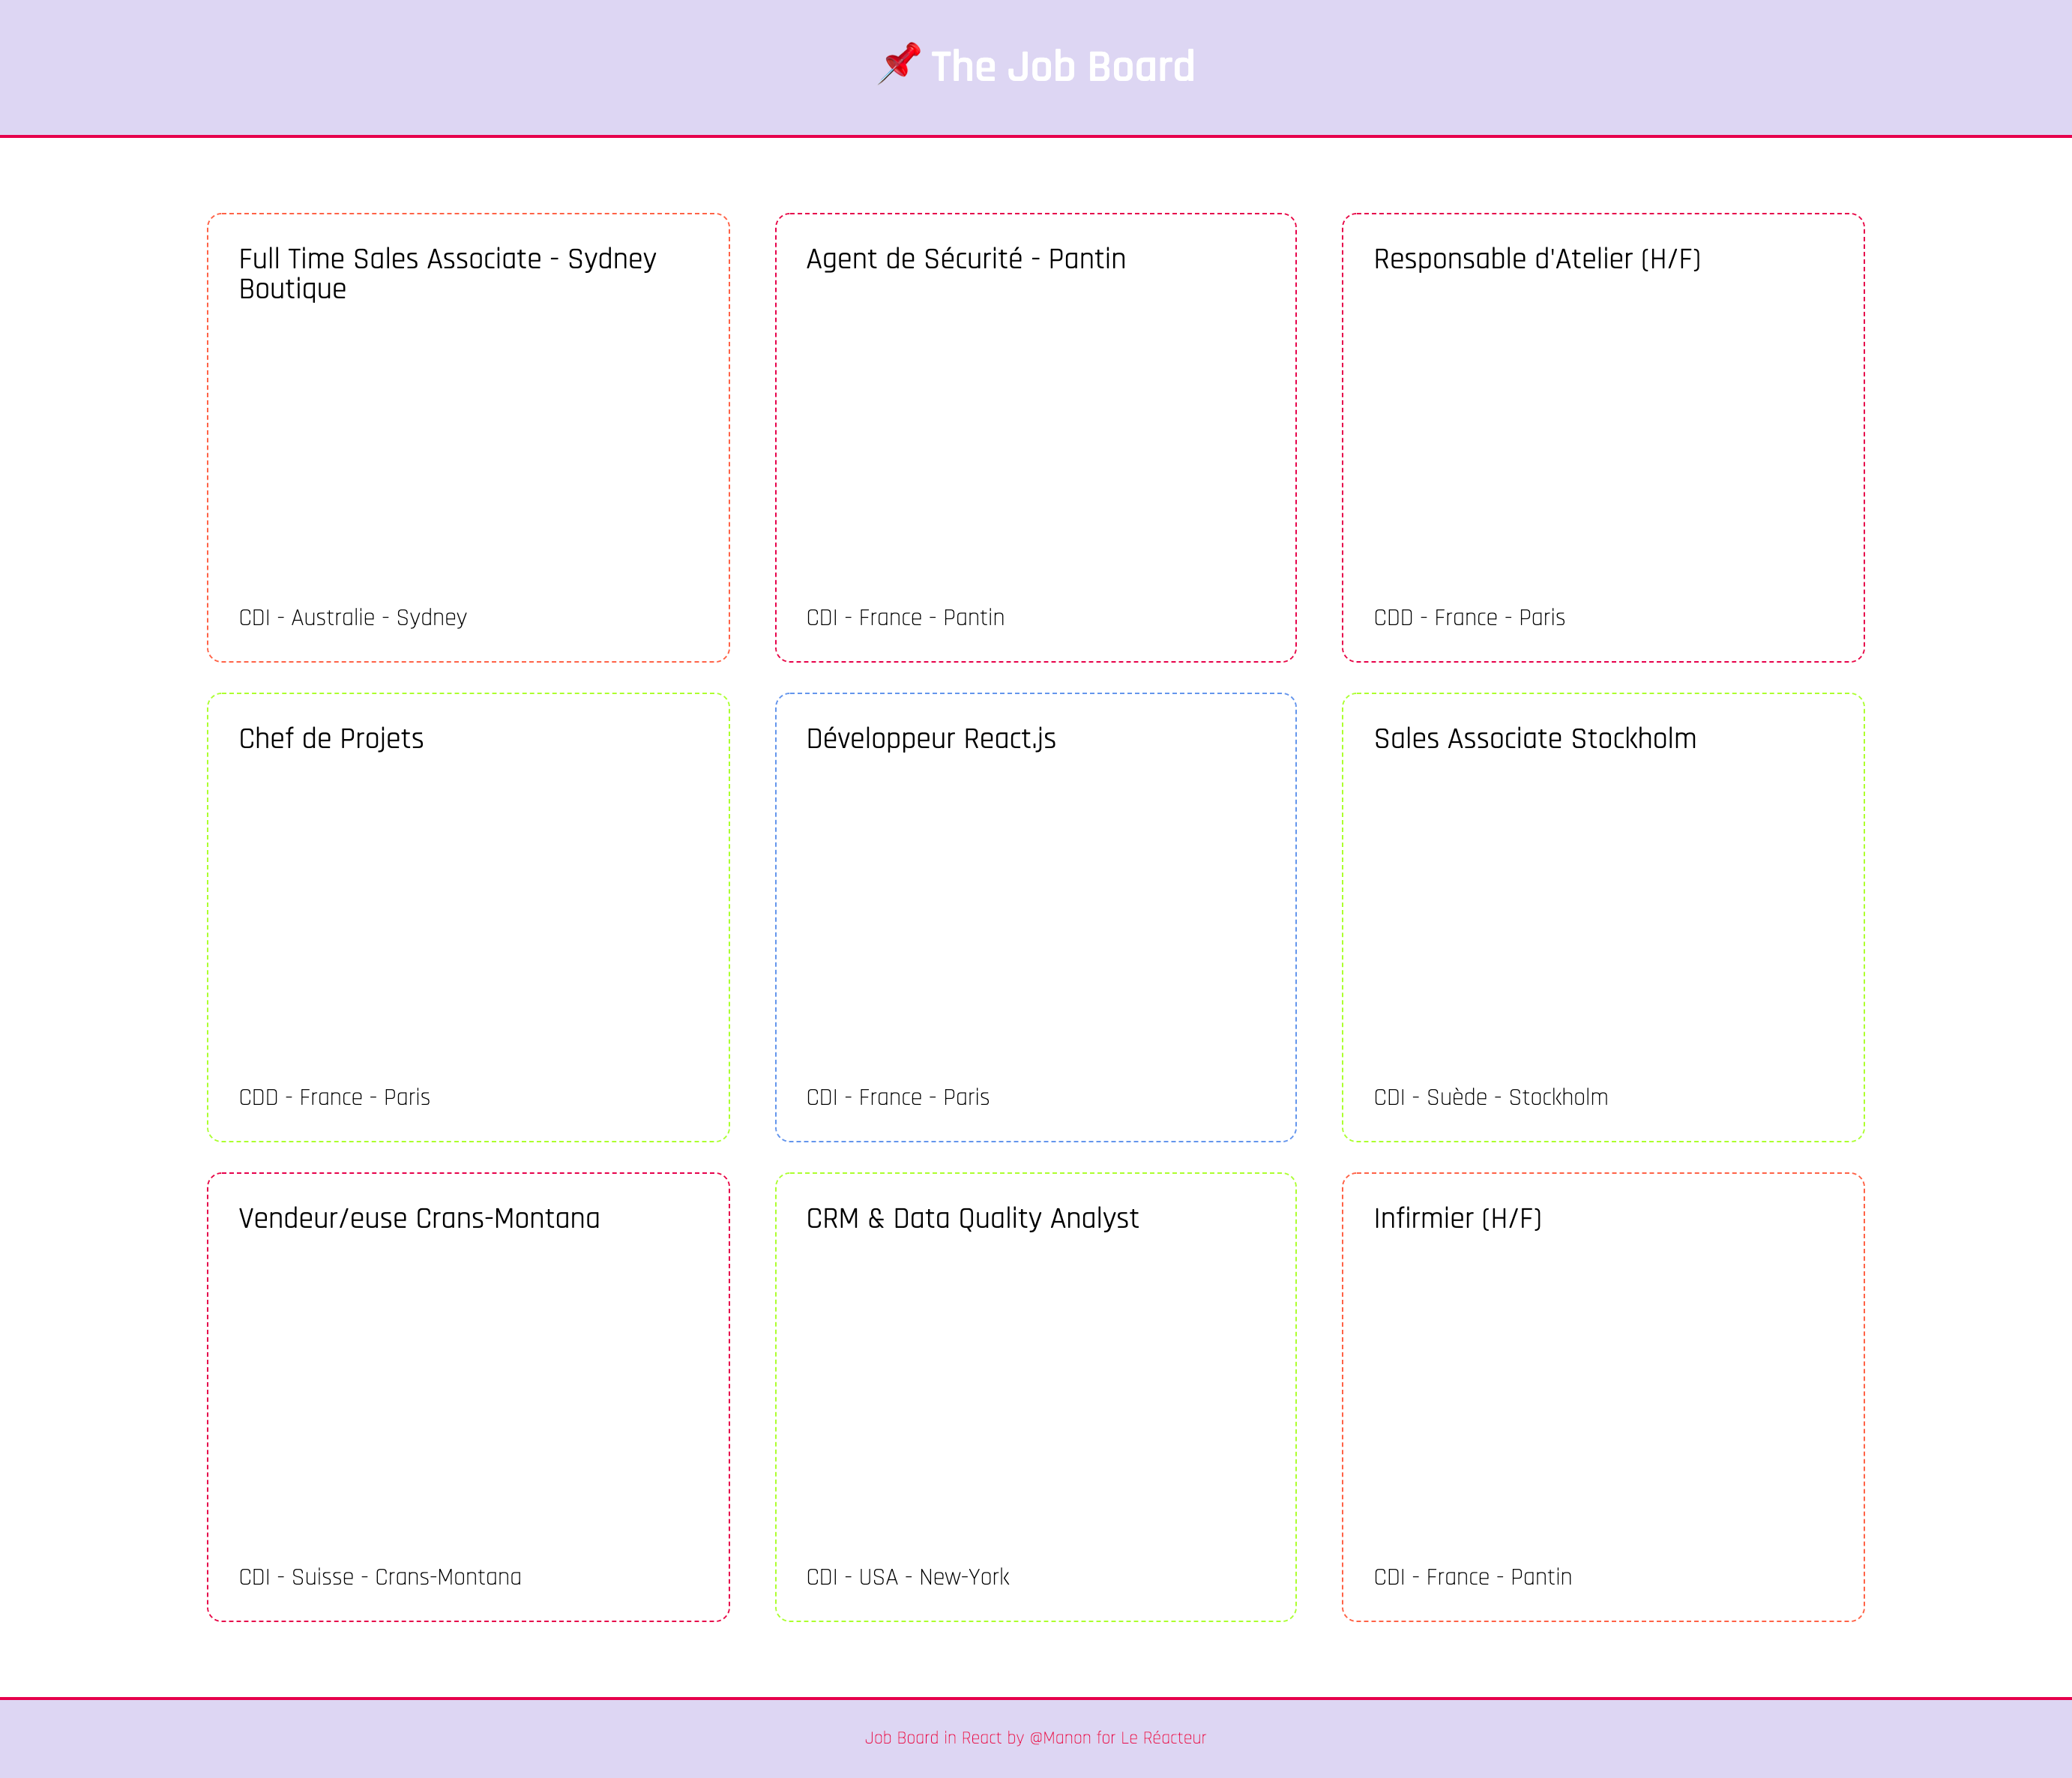 The Job Board
Full Time Sales Associate - Sydney
Boutique
CDI - Australie - Sydney
Agent de Sécurité - Pantin
CDI - France - Pantin
Responsable d'Atelier (H/F)
CDD - France - Paris
Chef de Projets
CDD - France - Paris
Développeur React.js
CDI - France - Paris
Sales Associate Stockholm
CDI - Suède - Stockholm
Vendeur/euse Crans-Montana
CDI - Suisse - Crans-Montana
CRM & Data Quality Analyst
CDI - USA - New-York
Infirmier (H/F)
CDI - France - Pantin
Job Board in React by @Manon for Le Réacteur